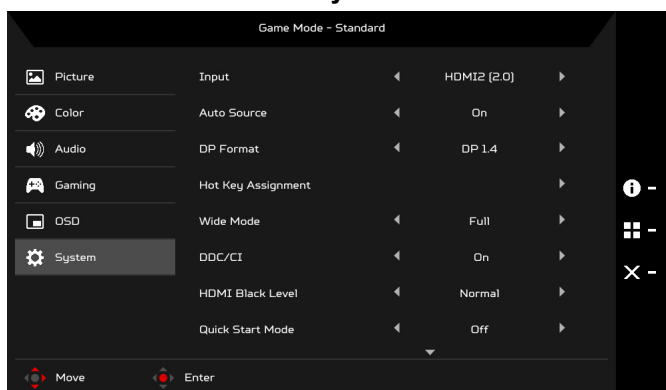 Game Mode - Standard
Picture
Input HDMI2 (2.0)
Color
Auto Source On
Audio
DP Format DP 1.4
Gaming
Hot Key Assignment
OSD
Wide Mode Full
System
DDC/CI On
HDMI Black Level Normal
Quick Start Mode Off
Move Enter